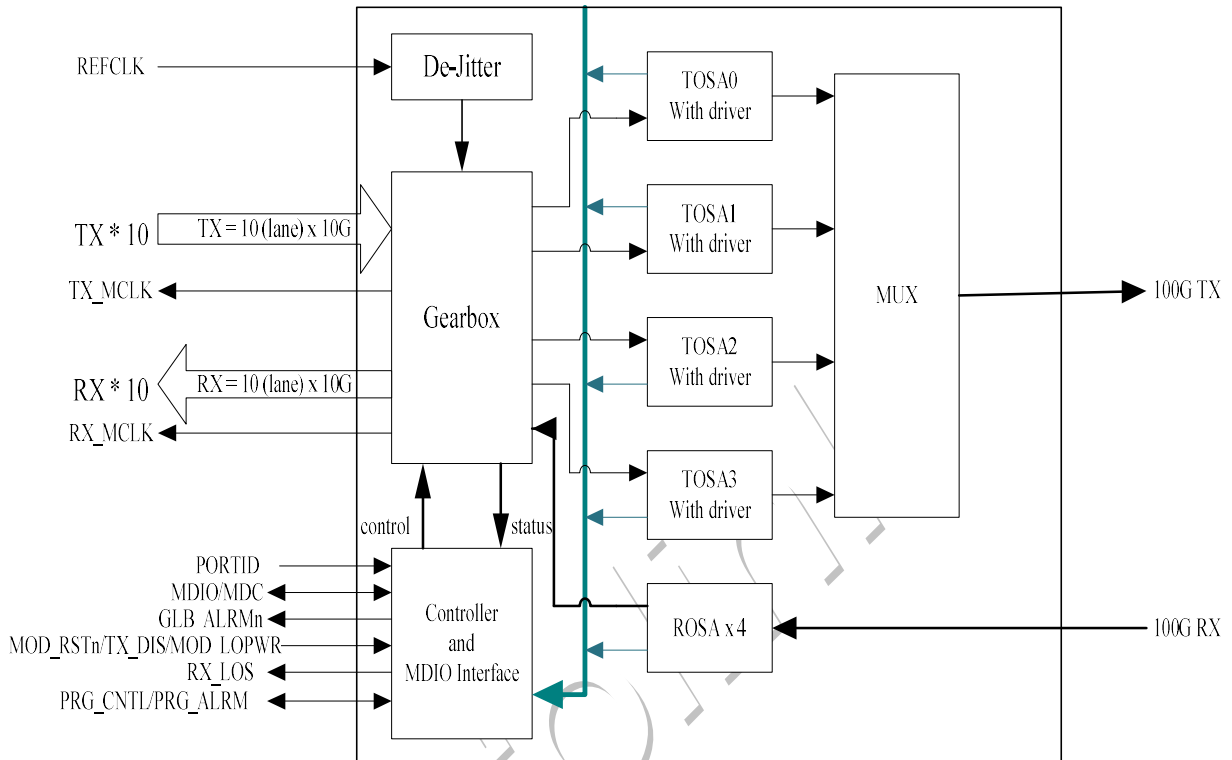 REFCLK
De-Jitter
TX * 10
TX = 10 (lane) x 10G
TX_MCLK
Gearbox
RX * 10
RX = 10 (lane) x 10G
RX_MCLK
control
status
PORTID
MDIO/MDC
GLB_ALRMn
MOD_RSTn/TX_DIS/MOD_LOPWR
RX_LOS
PRG_CNTL/PRG_ALRM
Controller
and
MDIO Interface
TOSA0
With driver
TOSA1
With driver
TOSA2
With driver
TOSA3
With driver
ROSA x 4
MUX
100G TX
100G RX